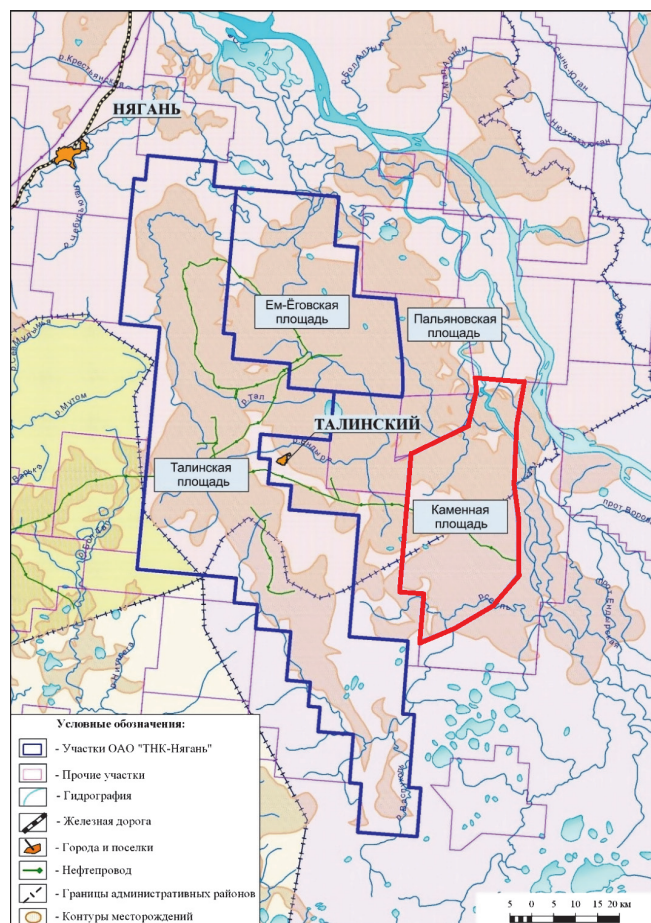 р.Крестьянская
НЯГАНЬ
р.Мутом
Ем-Ёговская
площадь
Пальяновская
площадь
р.Тал
ТАЛИНСКИЙ
Талинская
площадь
Каменная
площадь
Условные обозначения:
- Участки ОАО "ТНК-Нягань"
- Прочие участки
- Гидрография
- Железная дорога
- Города и поселки
- Нефтепровод
- Границы административных районов
- Контуры месторождений
5 0 5 10 15 20 км